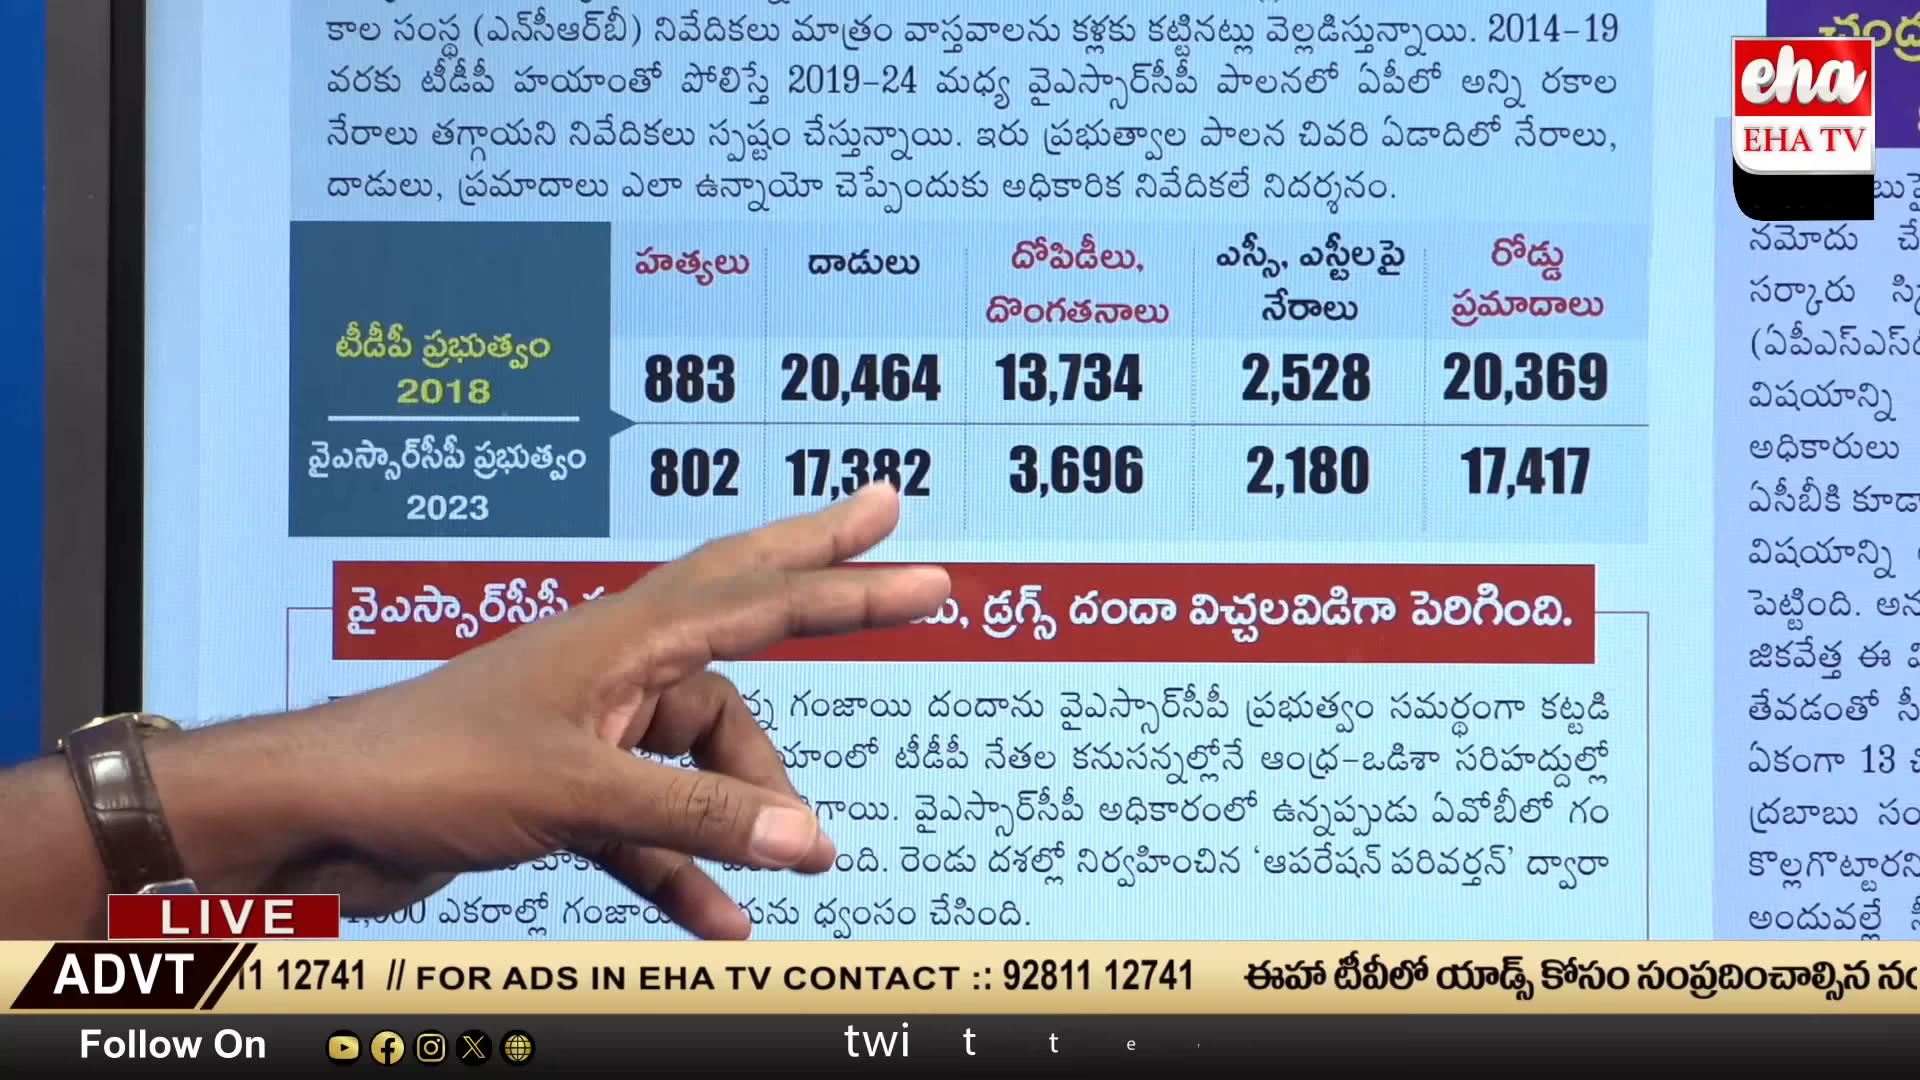 కాల సంస్థ (ఎన్‌సీఆర్‌బీ) నివేదికలు మాత్రం వాస్తవాలను కళ్లకు కట్టినట్లు వెల్లడిస్తున్నాయి. 2014-19
వరకు టీడీపీ హయాంతో పోలిస్తే 2019-24 మధ్య వైఎస్సార్‌సీపీ పాలనలో ఏపీలో అన్ని రకాల
నేరాలు తగ్గాయని నివేదికలు స్పష్టం చేస్తున్నాయి. ఇరు ప్రభుత్వాల పాలన చివరి ఏడాదిలో నేరాలు,
దాడులు, ప్రమాదాలు ఎలా ఉన్నాయో చెప్పేందుకు అధికారిక నివేదికలే నిదర్శనం.
హత్యలు దాడులు దోపిడీలు, దొంగతనాలు ఎస్సీ, ఎస్టీలపై నేరాలు రోడ్డు ప్రమాదాలు
టీడీపీ ప్రభుత్వం 2018 883 20,464 13,734 2,528 20,369
వైఎస్సార్‌సీపీ ప్రభుత్వం 2023 802 17,382 3,696 2,180 17,417
డ్రగ్స్ దందా విచ్చలవిడిగా పెరిగింది.
గంజాయి దందాను వైఎస్సార్‌సీపీ ప్రభుత్వం సమర్థంగా కట్టడి
టీడీపీ నేతల కనుసన్నల్లోనే ఆంధ్ర-ఒడిశా సరిహద్దుల్లో
వైఎస్సార్‌సీపీ అధికారంలో ఉన్నప్పుడు ఏవోబీలో గం
రెండు దశల్లో నిర్వహించిన ‘ఆపరేషన్ పరివర్తన్’ ద్వారా
ఎకరాల్లో ధ్వంసం చేసింది.
నమోదు
సర్కారు
విషయాన్ని
అధికారులు
ఏసీబీకి
విషయాన్ని
పెట్టింది.
జికవేత్త ఈ
తేవడంతో
ఏకంగా 13
ద్రబాబు
అందువల్లే
eha
EHA TV
LIVE
ADVT
11 12741 // FOR ADS IN EHA TV CONTACT :: 92811 12741 ఈహా టీవీలో యాడ్స్ కోసం సంప్రదించాల్సిన
Follow On
twitte